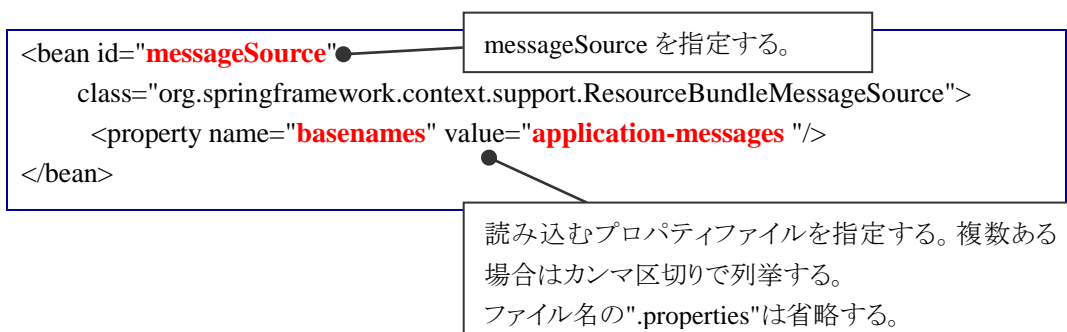 messageSource を指定する。
<bean id="messageSource"
class="org.springframework.context.support.ResourceBundleMessageSource">
<property name="basenames" value="application-messages "/>
</bean>
読み込むプロパティファイルを指定する。複数ある
場合はカンマ区切りで列挙する。
ファイル名の".properties"は省略する。